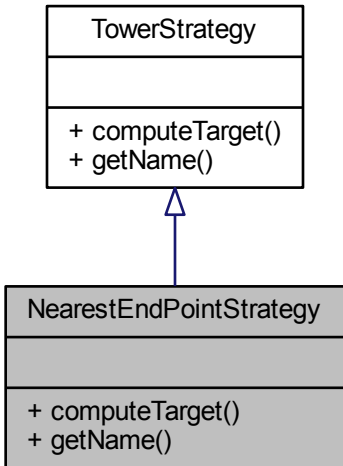 TowerStrategy
+ computeTarget()
+ getName()
NearestEndPointStrategy
+ computeTarget()
+ getName()